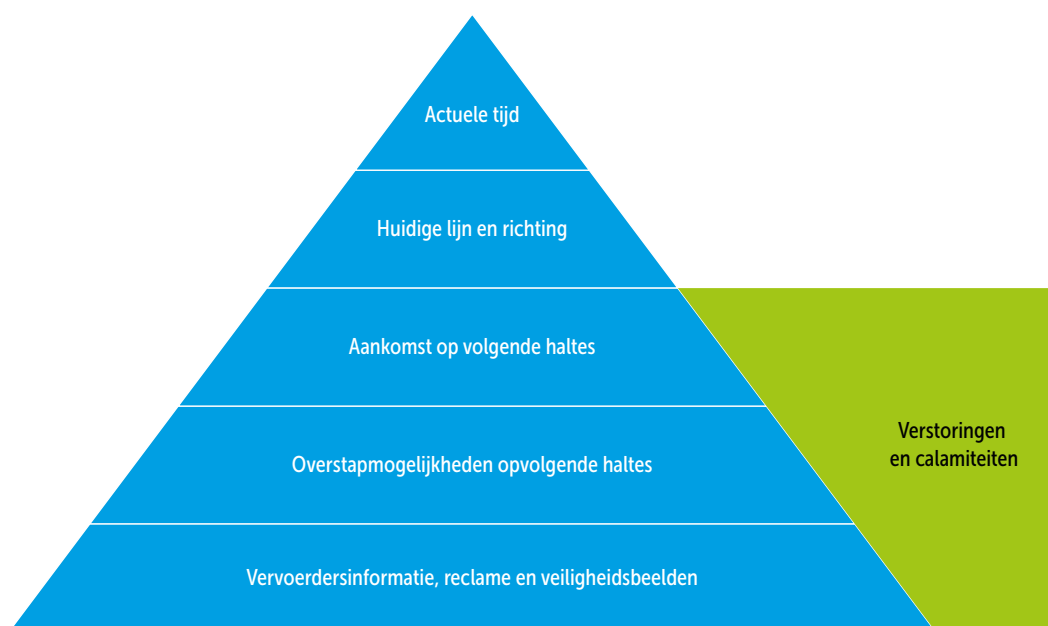 Actuele tijd
Huidige lijn en richting
Aankomst op volgende haltes
Overstapmogelijkheden opvolgende haltes
Vervoerdersinformatie, reclame en veiligheidsbeelden
Verstoringen
en calamiteiten